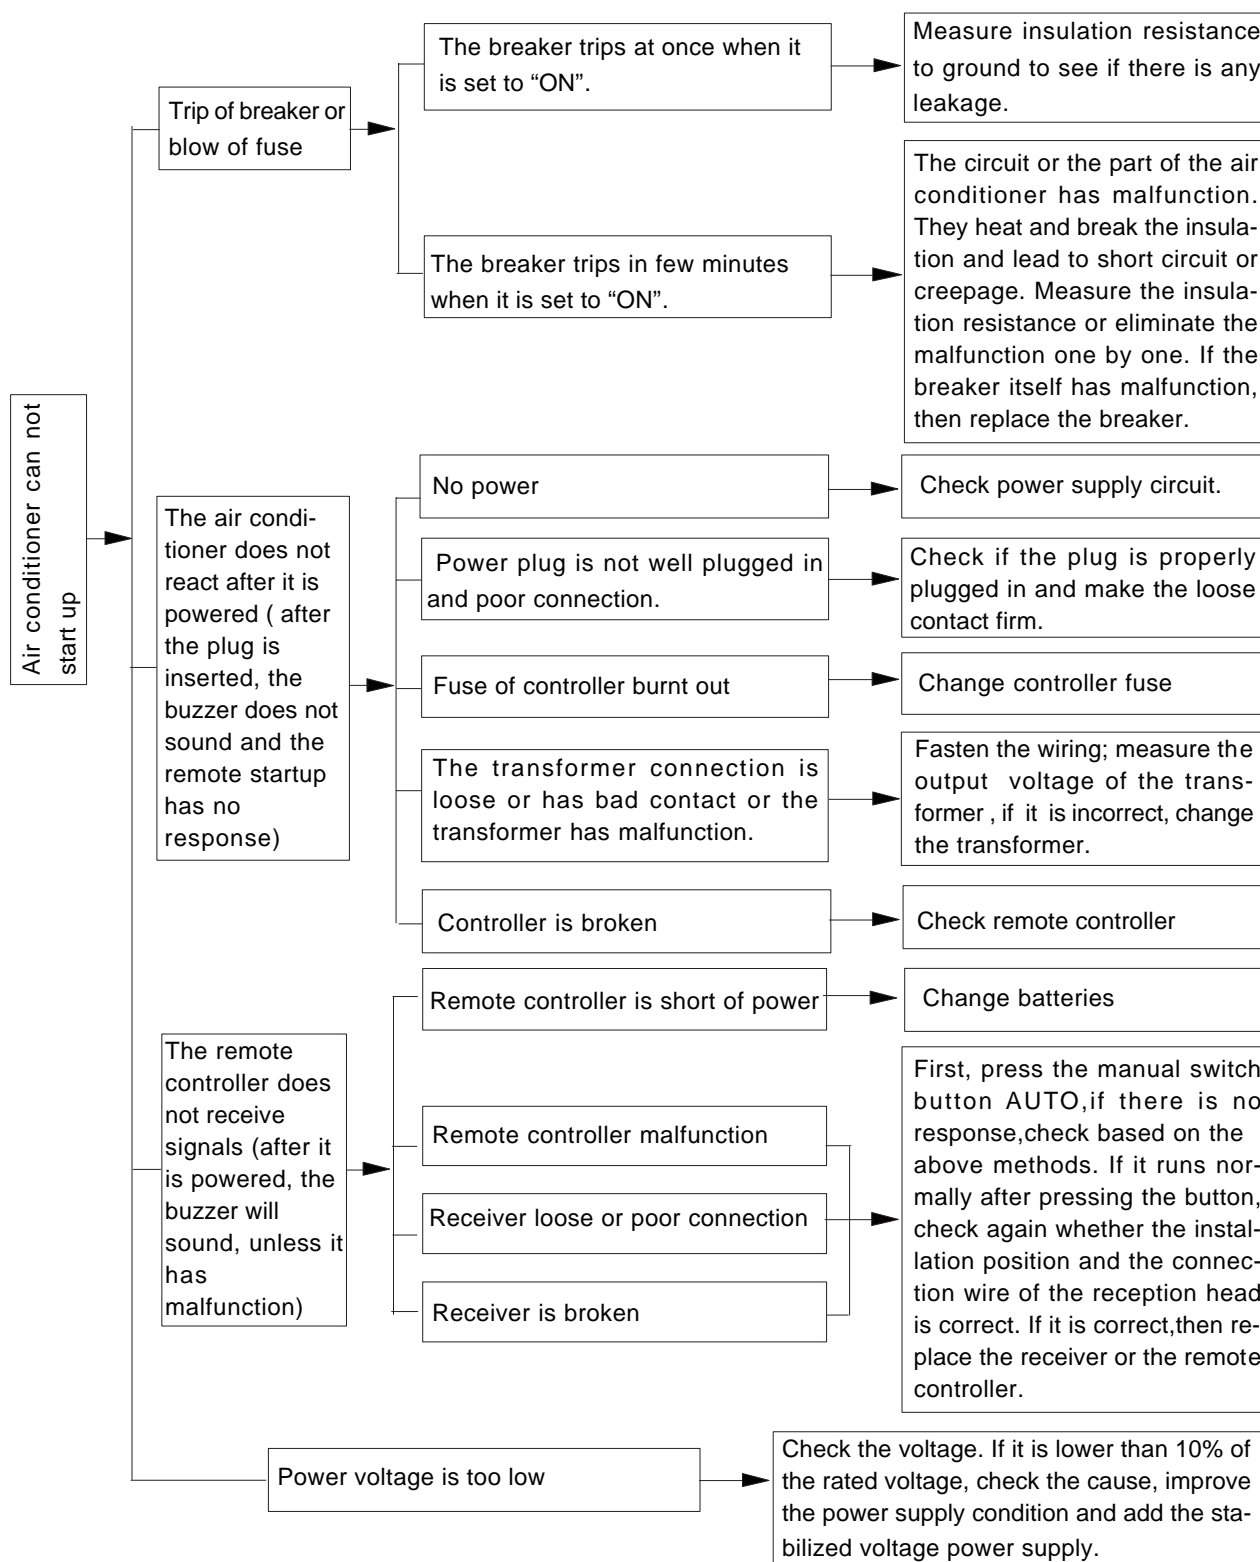 Air conditioner can not
start up
Trip of breaker or
blow of fuse
The breaker trips at once when it
is set to “ON”.
Measure insulation resistance
to ground to see if there is any
leakage.
The breaker trips in few minutes
when it is set to “ON”.
The circuit or the part of the air
conditioner has malfunction.
They heat and break the insula-
tion and lead to short circuit or
creepage. Measure the insula-
tion resistance or eliminate the
malfunction one by one. If the
breaker itself has malfunction,
then replace the breaker.
The air condi-
tioner does not
react after it is
powered ( after
the plug is
inserted, the
buzzer does not
sound and the
remote startup
has no
response)
No power
Check power supply circuit.
Power plug is not well plugged in
and poor connection.
Check if the plug is properly
plugged in and make the loose
contact firm.
Fuse of controller burnt out
Change controller fuse
The transformer connection is
loose or has bad contact or the
transformer has malfunction.
Fasten the wiring; measure the
output voltage of the trans-
former , if it is incorrect, change
the transformer.
Controller is broken
Check remote controller
The remote
controller does
not receive
signals (after it
is powered, the
buzzer will
sound, unless it
has
malfunction)
Remote controller is short of power
Change batteries
Remote controller malfunction
Receiver loose or poor connection
Receiver is broken
First, press the manual switch
button AUTO,if there is no
response,check based on the
above methods. If it runs nor-
mally after pressing the button,
check again whether the instal-
lation position and the connec-
tion wire of the reception head
is correct. If it is correct,then re-
place the receiver or the remote
controller.
Power voltage is too low
Check the voltage. If it is lower than 10% of
the rated voltage, check the cause, improve
the power supply condition and add the sta-
bilized voltage power supply.